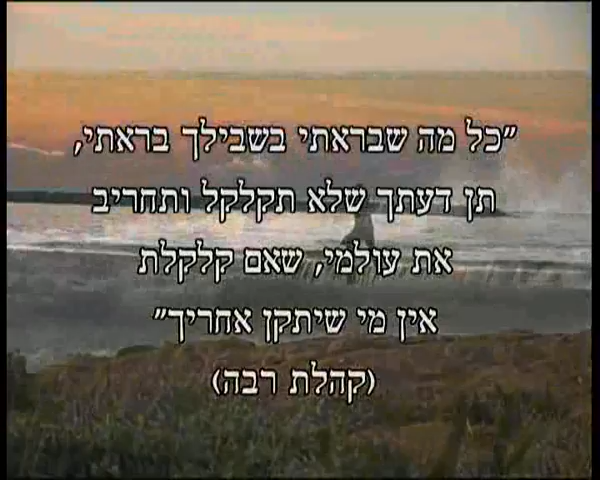 "כל מה שבראתי בשבילך בראתי,
תן דעתך שלא תקלקל ותחריב
את עולמי, שאם קלקלת
אין מי שיתקן אחריך"
(קהלת רבה)